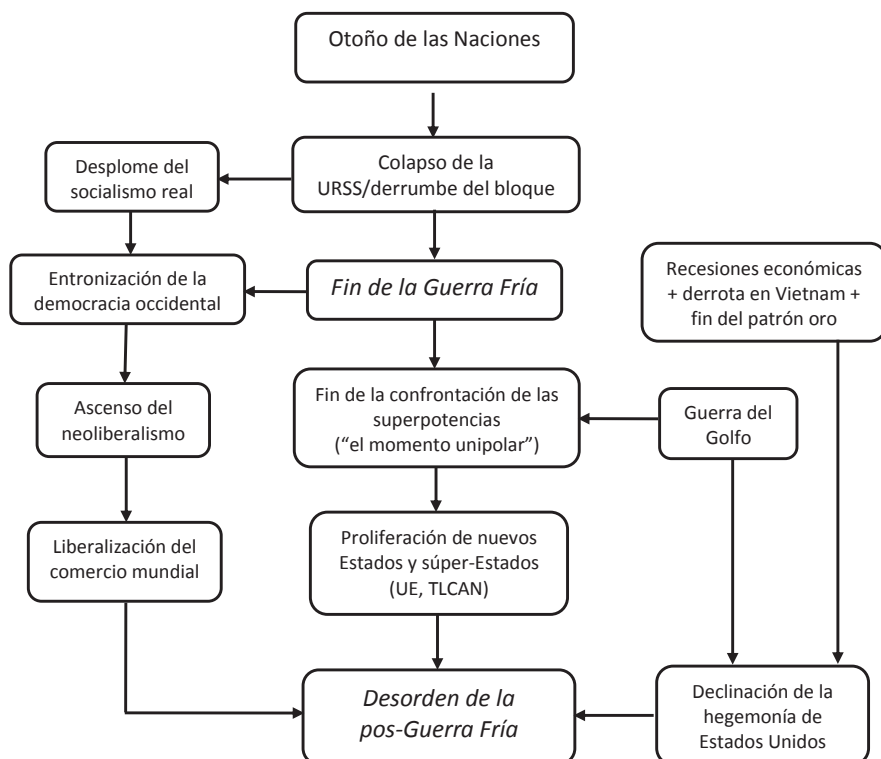 Otoño de las Naciones
Desplome del
socialismo real
Colapso de la
URSS/derrumbe del bloque
Entronización de la
democracia occidental
Fin de la Guerra Fría
Recesiones económicas
+ derrota en Vietnam +
fin del patrón oro
Ascenso del
neoliberalismo
Fin de la confrontación de las
superpotencias
(“el momento unipolar”)
Guerra del
Golfo
Liberalización del
comercio mundial
Proliferación de nuevos
Estados y súper-Estados
(UE, TLCAN)
Desorden de la
pos-Guerra Fría
Declinación de la
hegemonía de
Estados Unidos